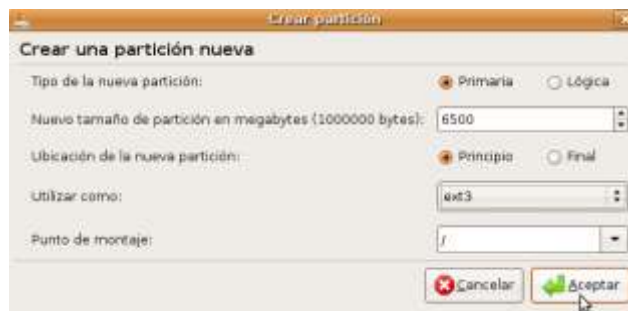 Crear partición
Crear una partición nueva
Tipo de la nueva partición: Primaria Lógica
Nuevo tamaño de partición en megabytes (1000000 bytes): 6500
Ubicación de la nueva partición: Principio Final
Utilizar como: ext3
Punto de montaje: /
Cancelar Aceptar